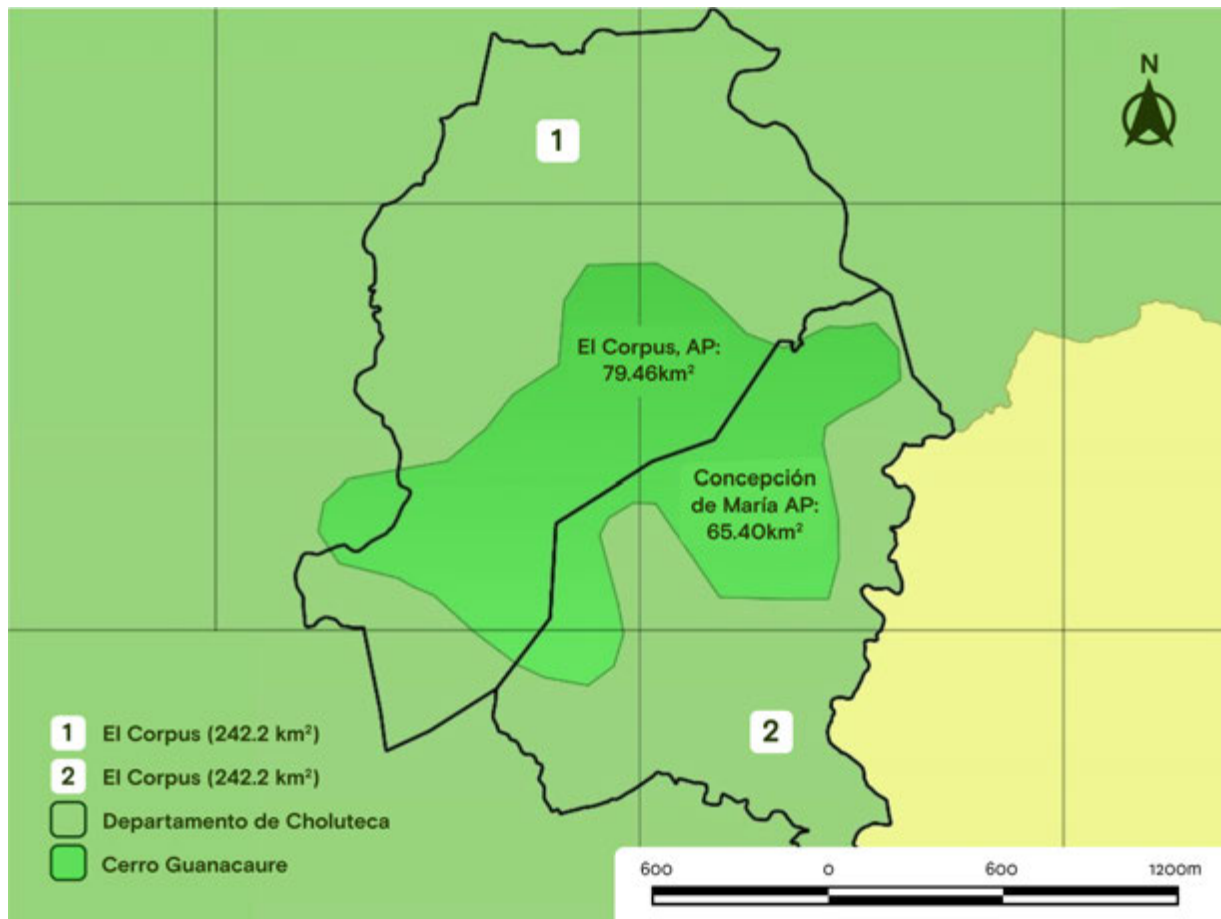 N
1
El Corpus, AP:
79.46km²
Concepción
de María AP:
65.40km²
2
1 El Corpus (242.2 km²)
2 El Corpus (242.2 km²)
Departamento de Choluteca
Cerro Guanacaure
600 0 600 1200m